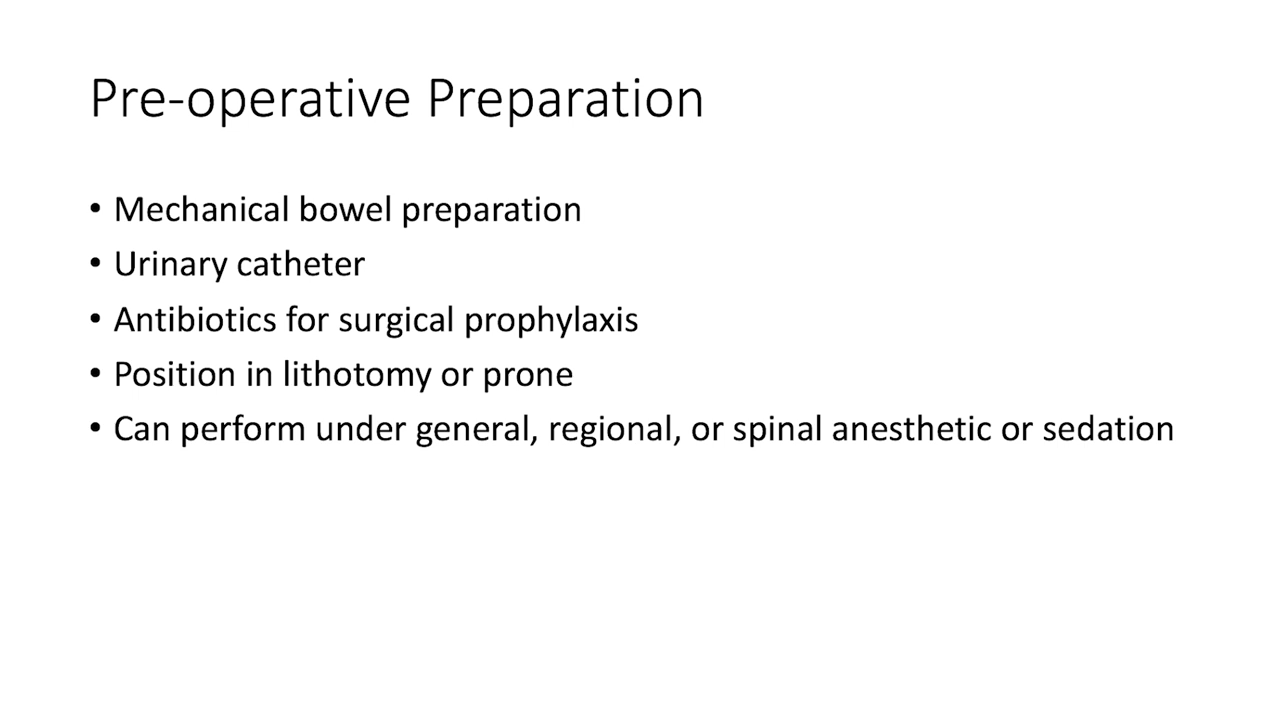 Pre-operative Preparation
• Mechanical bowel preparation
• Urinary catheter
• Antibiotics for surgical prophylaxis
• Position in lithotomy or prone
• Can perform under general, regional, or spinal anesthetic or sedation